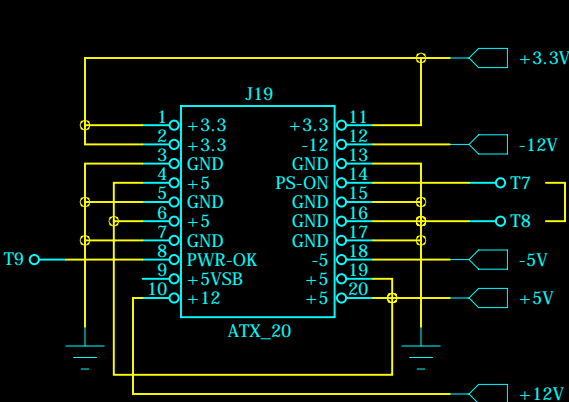 +3.3V
J19
1 +3.3 +3.3 11
2 +3.3 -12 12 -12V
3 GND GND 13
4 +5 PS-ON 14 T7
5 GND GND 15
6 +5 GND 16 T8
7 GND GND 17
T9 8 PWR-OK -5 18 -5V
9 +5VSB +5 19
10 +12 +5 20 +5V
ATX_20
+12V